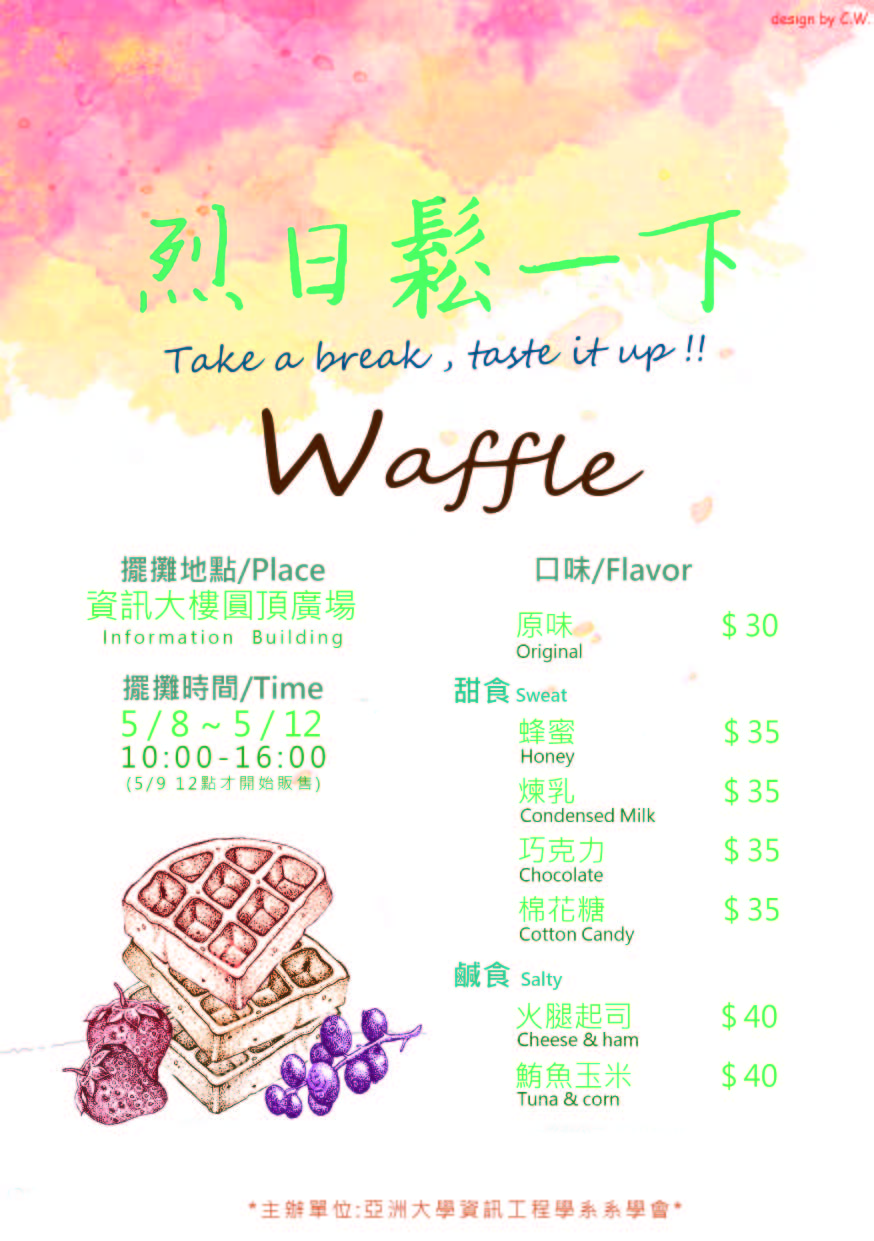 design by C.W.
烈日鬆一下
Take a break , taste it up !!
Waffle
擺攤地點/Place
資訊大樓圓頂廣場
Information Building
擺攤時間/Time
5/8~5/12
10:00-16:00
(5/9 12點才開始販售)
口味/Flavor
原味 $30
Original
甜食 Sweat
蜂蜜 $35
Honey
煉乳 $35
Condensed Milk
巧克力 $35
Chocolate
棉花糖 $35
Cotton Candy
鹹食 Salty
火腿起司 $40
Cheese & ham
鮪魚玉米 $40
Tuna & corn
*主辦單位:亞洲大學資訊工程學系系學會*